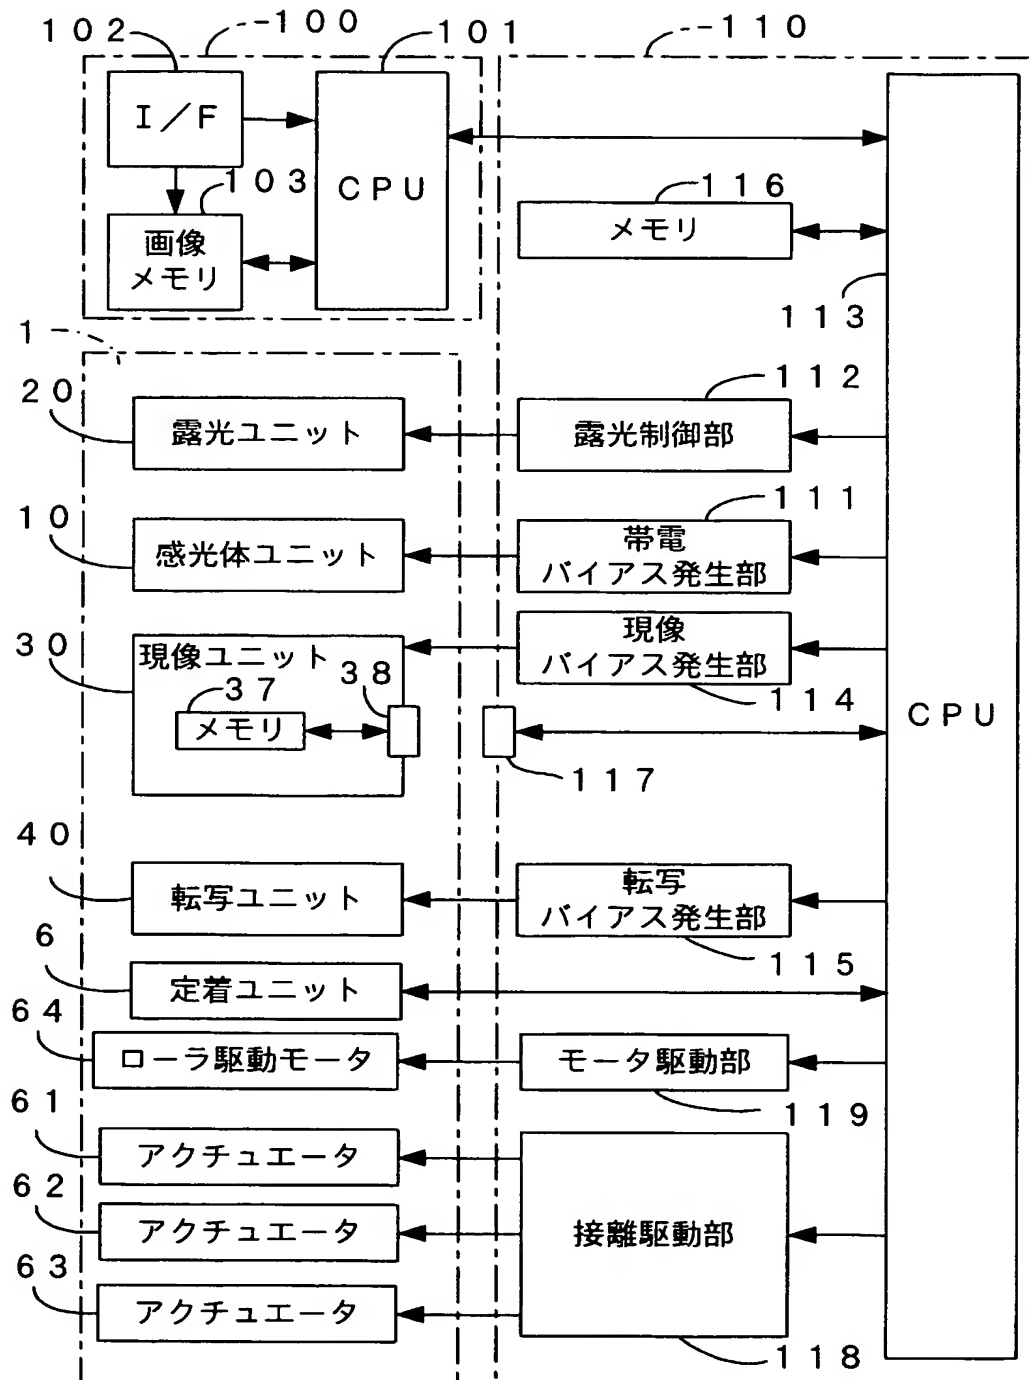 102
100
101
110
I/F
CPU
103
画像
メモリ
116
メモリ
113
1
20
露光ユニット
112
露光制御部
10
感光体ユニット
111
帯電
バイアス発生部
30
現像ユニット
37
メモリ
38
現像
バイアス発生部
114
117
CPU
40
転写ユニット
転写
バイアス発生部
115
6
定着ユニット
64
ローラ駆動モータ
モータ駆動部
119
61
アクチュエータ
62
アクチュエータ
63
アクチュエータ
接離駆動部
118